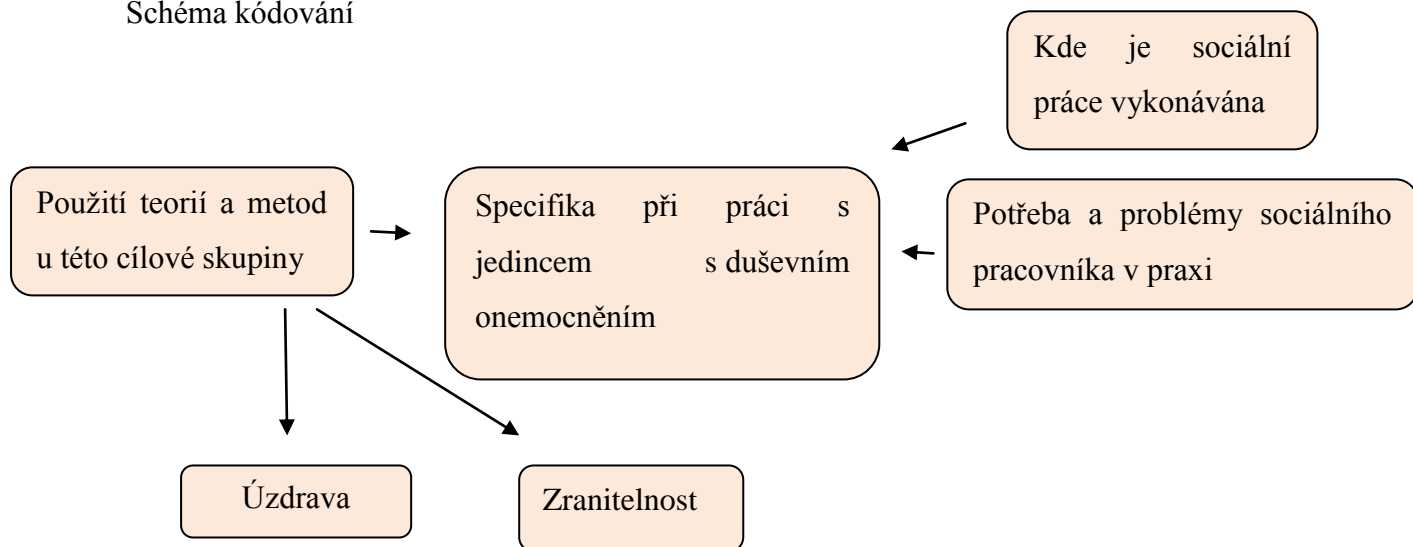 Schéma kódování
Kde je sociální
práce vykonávána
Použití teorií a metod
u této cílové skupiny
Specifika při práci s
jedincem s duševním
onemocněním
Potřeba a problémy sociálního
pracovníka v praxi
Úzdrava
Zranitelnost